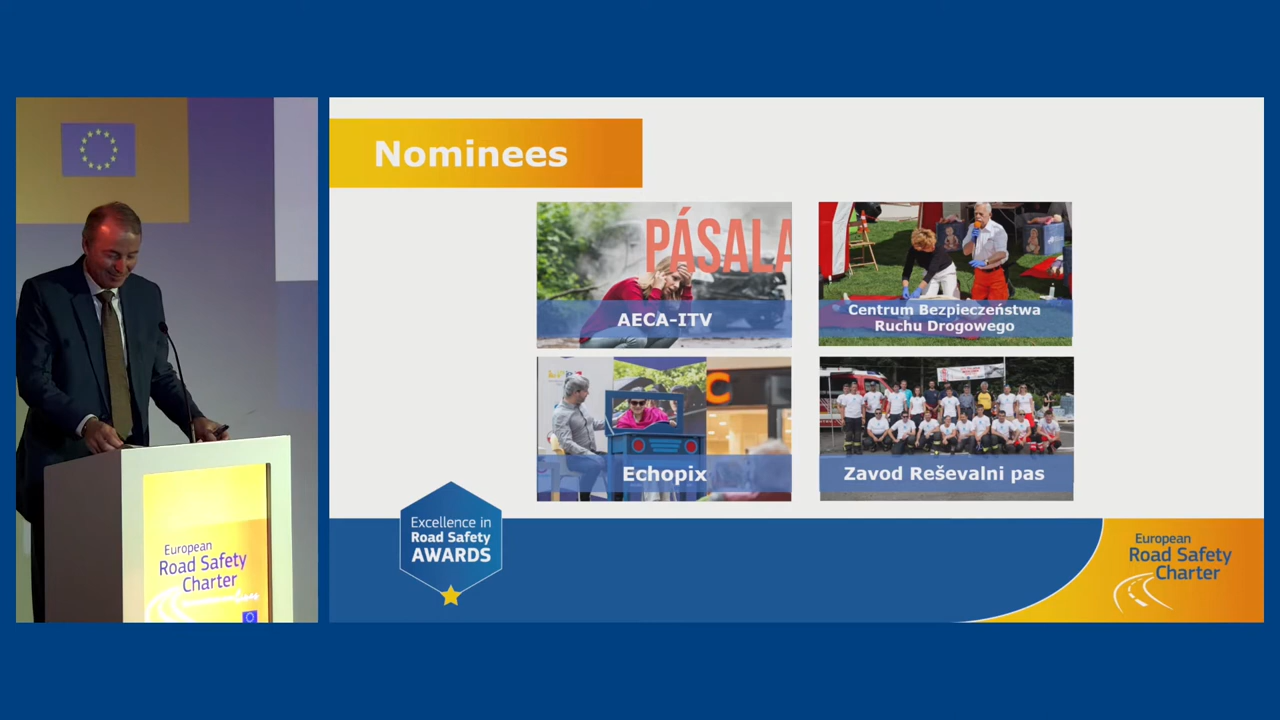 Nominees
PÁSALA
AECA-ITV
Centrum Bezpieczeństwa
Ruchu Drogowego
Echopix
Zavod Reševalni pas
Excellence in
Road Safety
AWARDS
European
Road Safety
Charter
European
Road Safety
Charter